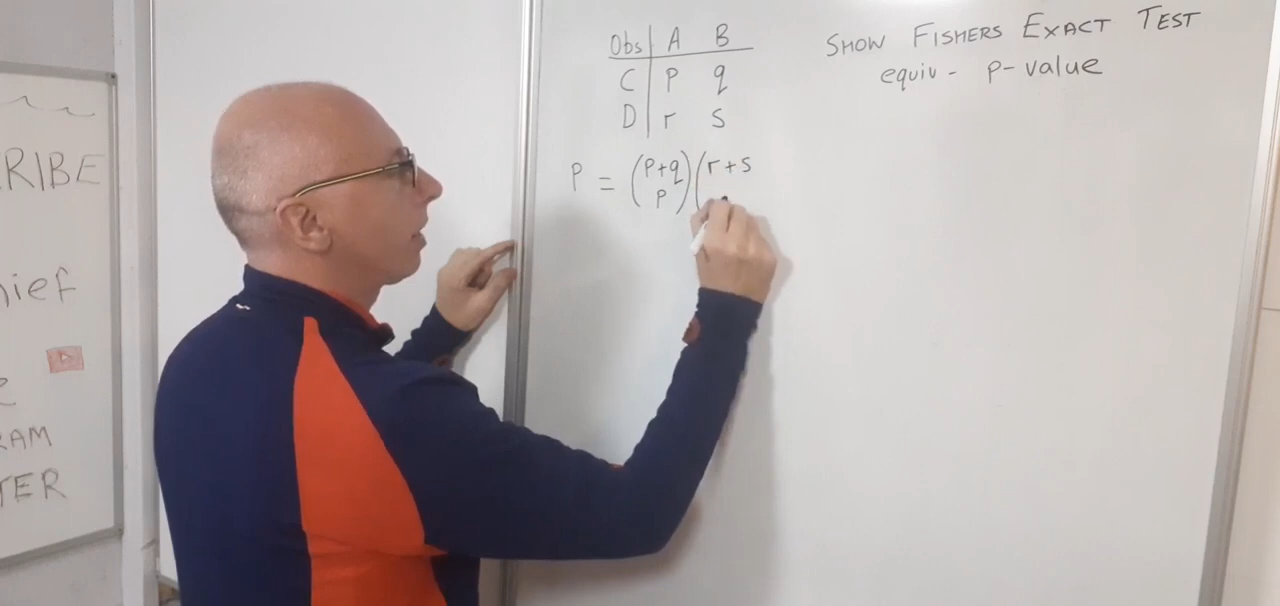 RIBE
hief
RAM
TER
Obs A B
C p q
D r s
P = (p+q p)(r+s
SHOW FISHERS EXACT TEST
equiv - p-value